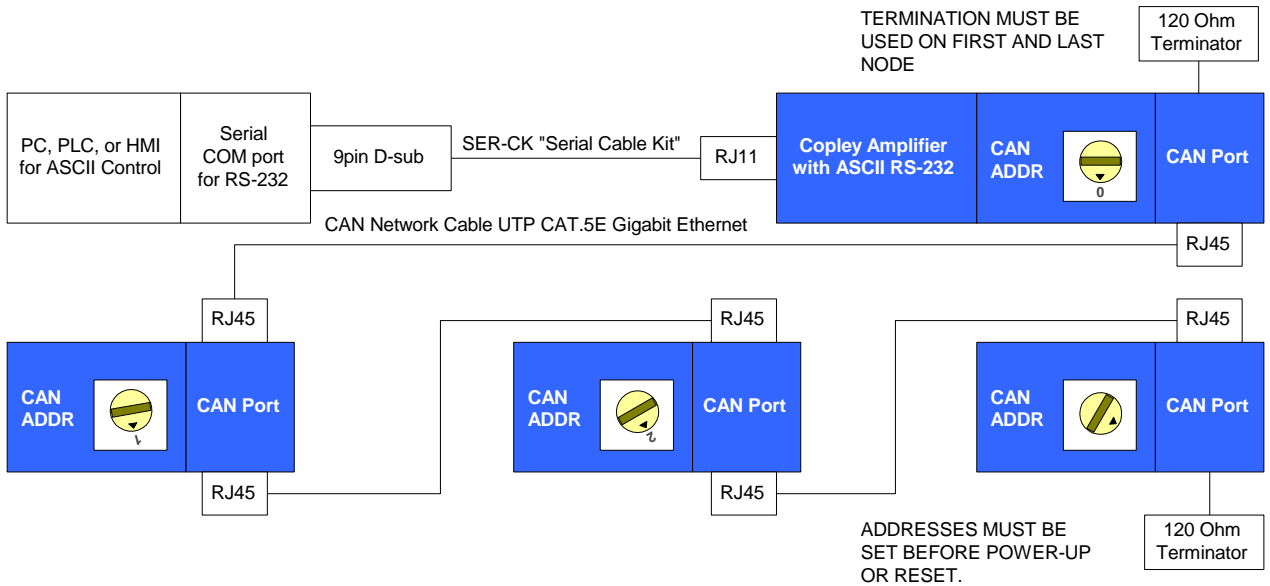 TERMINATION MUST BE
USED ON FIRST AND LAST
NODE
120 Ohm
Terminator
PC, PLC, or HMI
for ASCII Control
Serial
COM port
for RS-232
9pin D-sub
SER-CK "Serial Cable Kit"
RJ11
Copley Amplifier
with ASCII RS-232
CAN
ADDR
0
CAN Port
RJ45
CAN Network Cable UTP CAT.5E Gigabit Ethernet
RJ45
RJ45
RJ45
CAN
ADDR
1
CAN Port
CAN
ADDR
2
CAN Port
CAN
ADDR
CAN Port
RJ45
RJ45
ADDRESSES MUST BE
SET BEFORE POWER-UP
OR RESET.
120 Ohm
Terminator